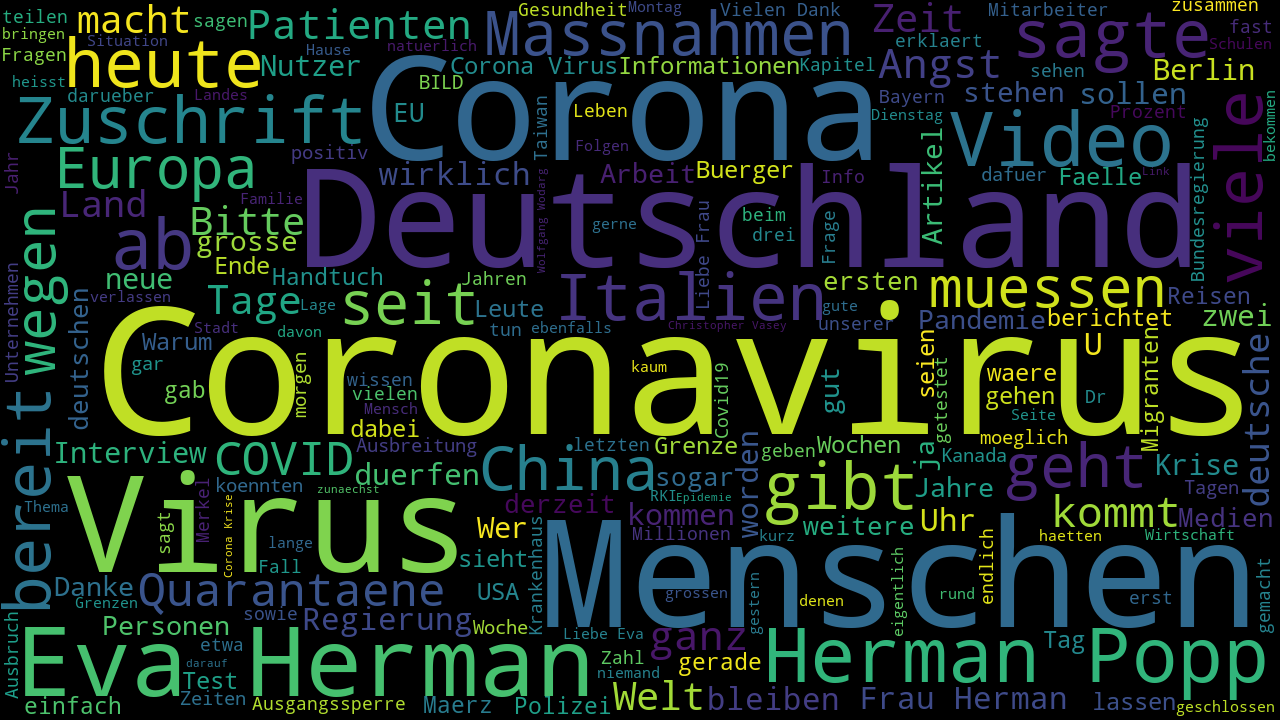 teilen
macht
sagen
Patienten
Gesundheit
Montag
Vielen Dank
Zeit
Mitarbeiter
zusammen
bringen
Situation
heute
Hause
natuerlich
Massnahmen
erklaert
sagte
fast
Schulen
Fragen
Nutzer
Corona Virus
Informationen
Kapitel
Angst
sehen
Berlin
heisst
darueber
Landes
BILD
Corona
Bayern
stehen
sollen
Zuschrift
EU
Leben
Dienstag
Prozent
viele
bekommen
Taiwan
Folgen
Video
Europa
positiv
wirklich
Arbeit
Buerger
Info
Artikel
dafuer
Faelle
Link
Bundesregierung
Jahr
Land
Familie
Deutschland
Wolfgang Wodarg
gerne
Liebe Frau
beim
drei
Frage
ab
Bitte
grosse
wegen
Ende
neue
Handtuch
Jahren
Italien
ersten
muessen
Reisen
Unternehmen
verlassen
Tage
Lage
seit
Leute
gute
Stadt
davon
tun
ebenfalls
Christopher Vasey
unserer
Pandemie
berichtet
zwei
deutschen
Warum
gar
Coronavirus
kaum
seien
U
waere
Migranten
deutsche
gab
morgen
wissen
vielen
Mensch
Covid19
gut
getestet
gehen
Dr
Seite
bereit
dabei
Interview
COVID
Ausbreitung
letzten
Grenze
geben
Wochen
ja
moeglich
Kanada
geht
Krise
duerfen
China
sogar
worden
gibt
Jahre
Tagen
koennten
zunaechst
RKI
Epidemie
Thema
Virus
sagt
Merkel
Corona Krise
derzeit
kommen
weitere
Uhr
kommt
Medien
Wer
Millionen
kurz
haetten
Wirtschaft
lange
Fall
sieht
Krankenhaus
Menschen
eigentlich
endlich
Danke
Quarantaene
USA
grossen
gestern
denen
rund
erst
gemacht
Grenzen
Ausbruch
Personen
sowie
Regierung
Woche
Liebe Eva
ganz
Eva Herman
etwa
darauf
Test
Zahl
niemand
gerade
Herman Popp
Tag
einfach
Zeiten
Ausgangssperre
Maerz
Polizei
Welt
bleiben
Frau Herman
lassen
geschlossen